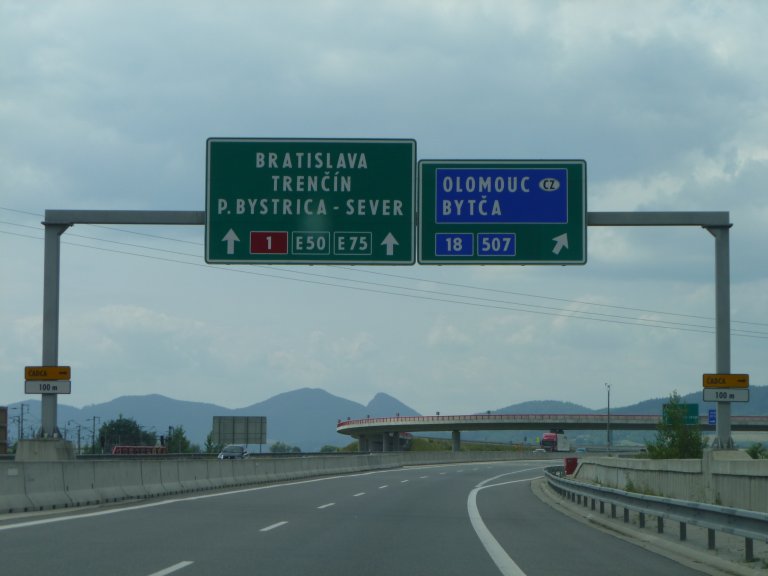 BRATISLAVA
TRENČÍN
P.BYSTRICA - SEVER
1 E50 E75
OLOMOUC CZ
BYTČA
18 507
ČADCA
100 m
ČADCA
100 m